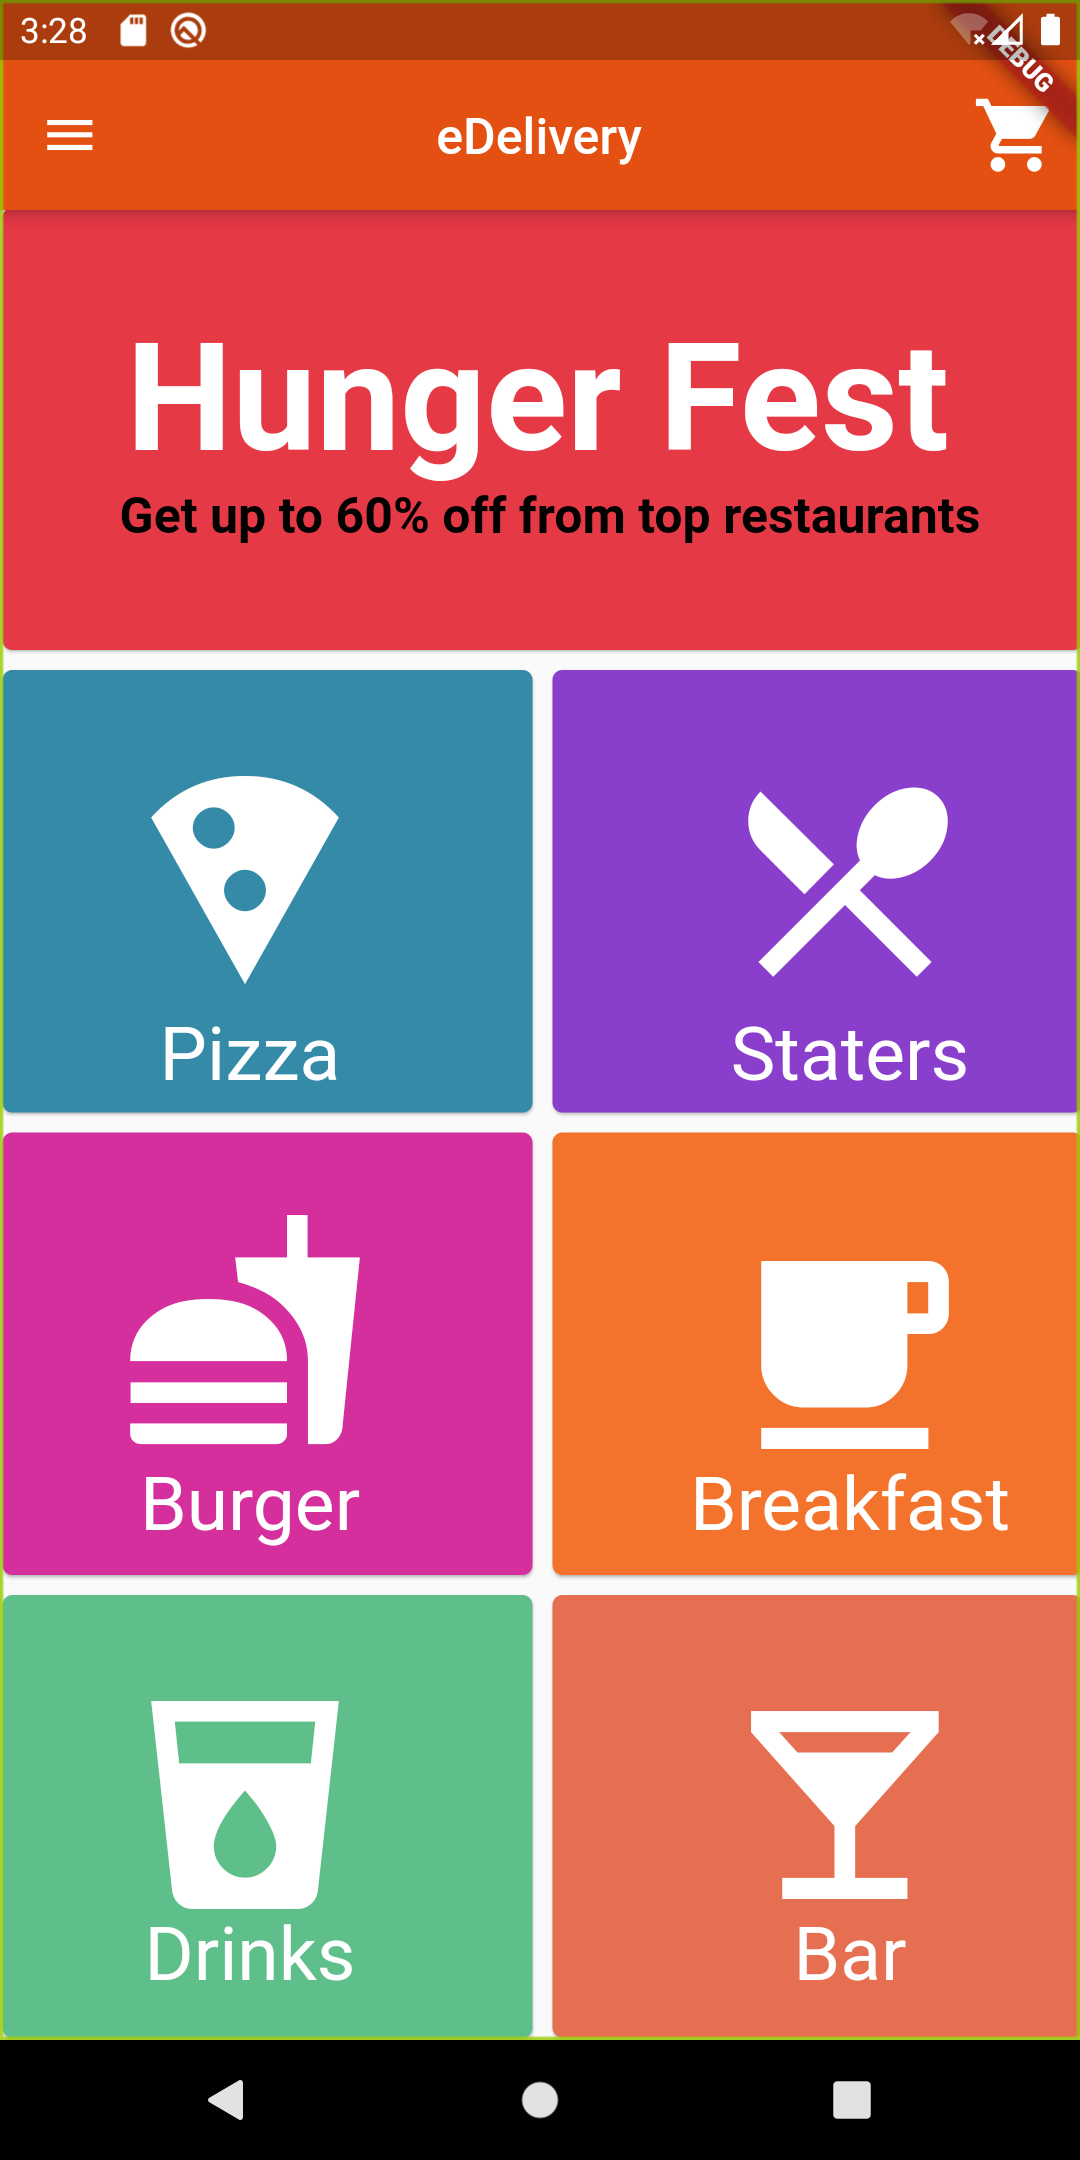 3:28
DEBUG
eDelivery
Hunger Fest
Get up to 60% off from top restaurants
Pizza
Staters
Burger
Breakfast
Drinks
Bar